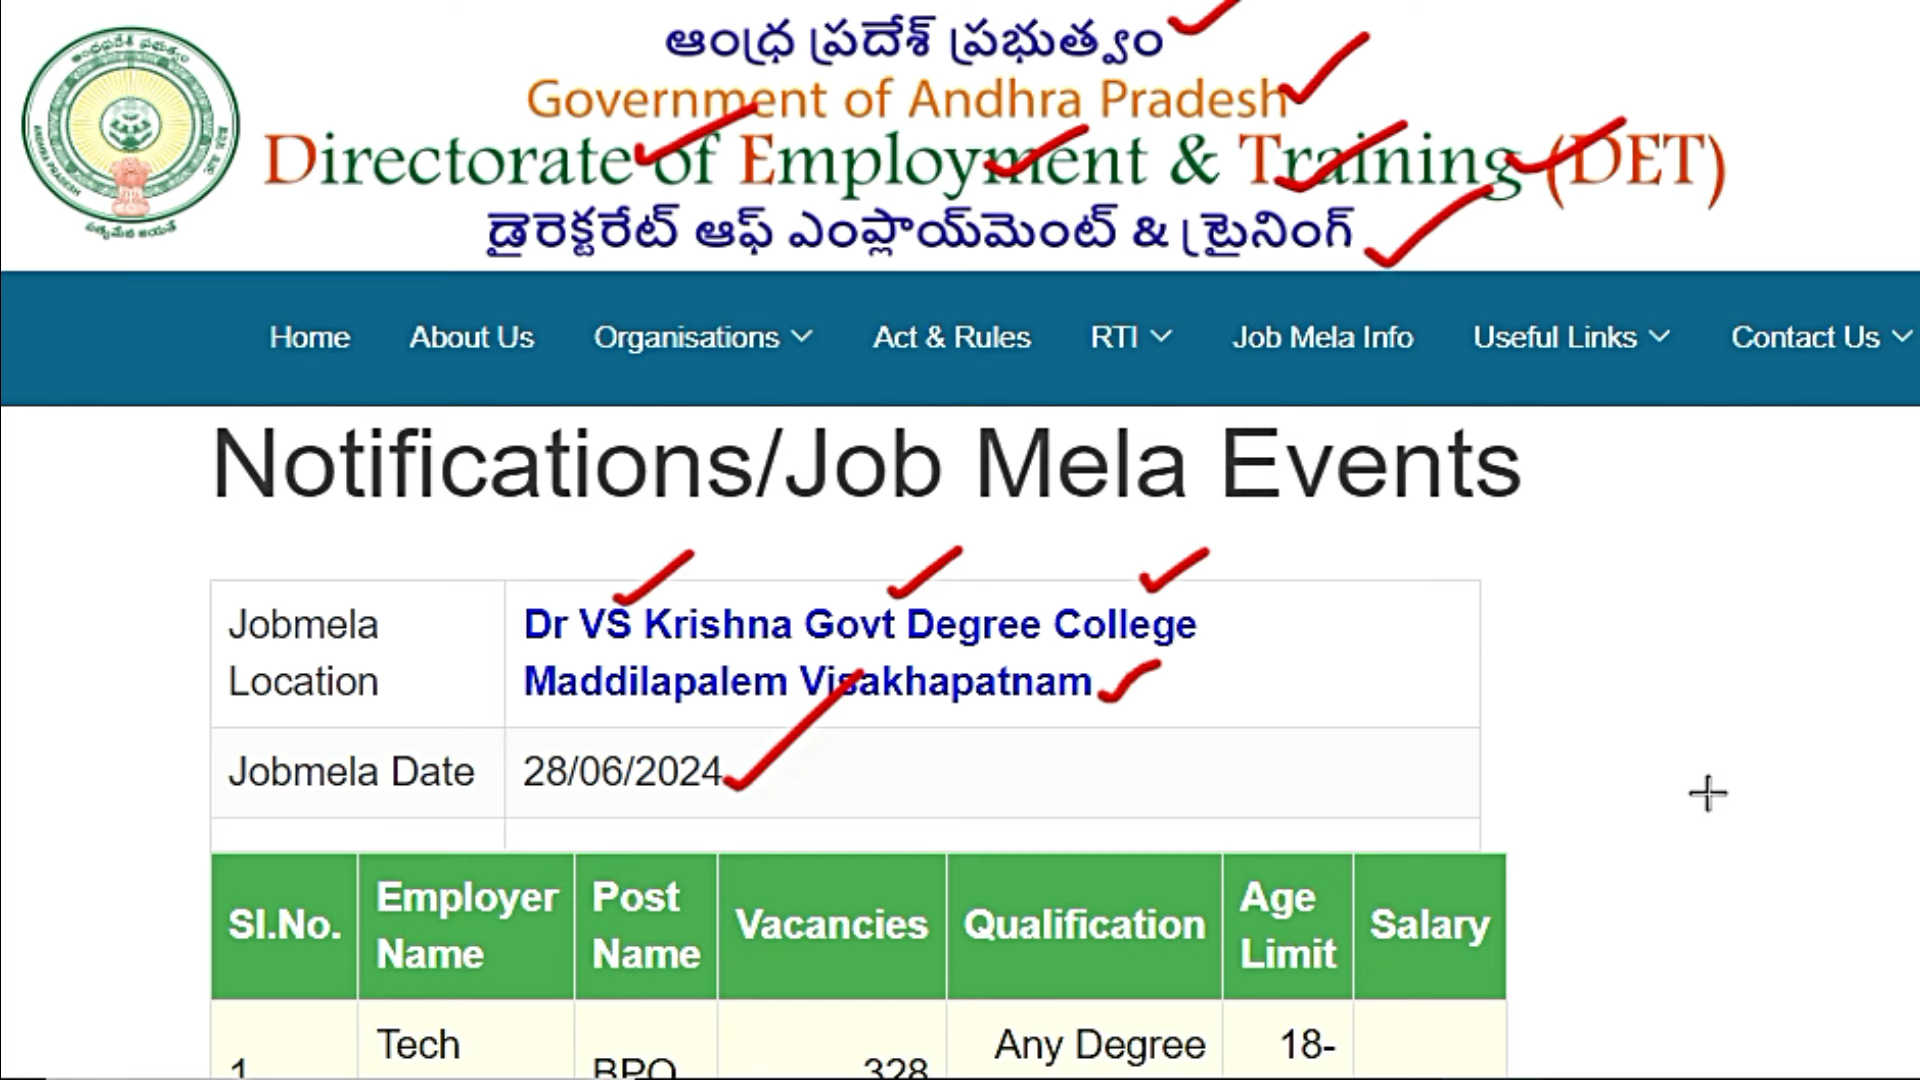 ఆంధ్ర ప్రదేశ్ ప్రభుత్వం
Government of Andhra Pradesh
Directorate of Employment & Training (DET)
డైరెక్టరేట్ ఆఫ్ ఎంప్లాయ్‌మెంట్ & ట్రైనింగ్
Home About Us Organisations Act & Rules RTI Job Mela Info Useful Links Contact Us
Notifications/Job Mela Events
Jobmela Location
Dr VS Krishna Govt Degree College
Maddilapalem Visakhapatnam
Jobmela Date 28/06/2024
Sl.No. Employer Name Post Name Vacancies Qualification Age Limit Salary
1 Tech BPO 328 Any Degree 18-